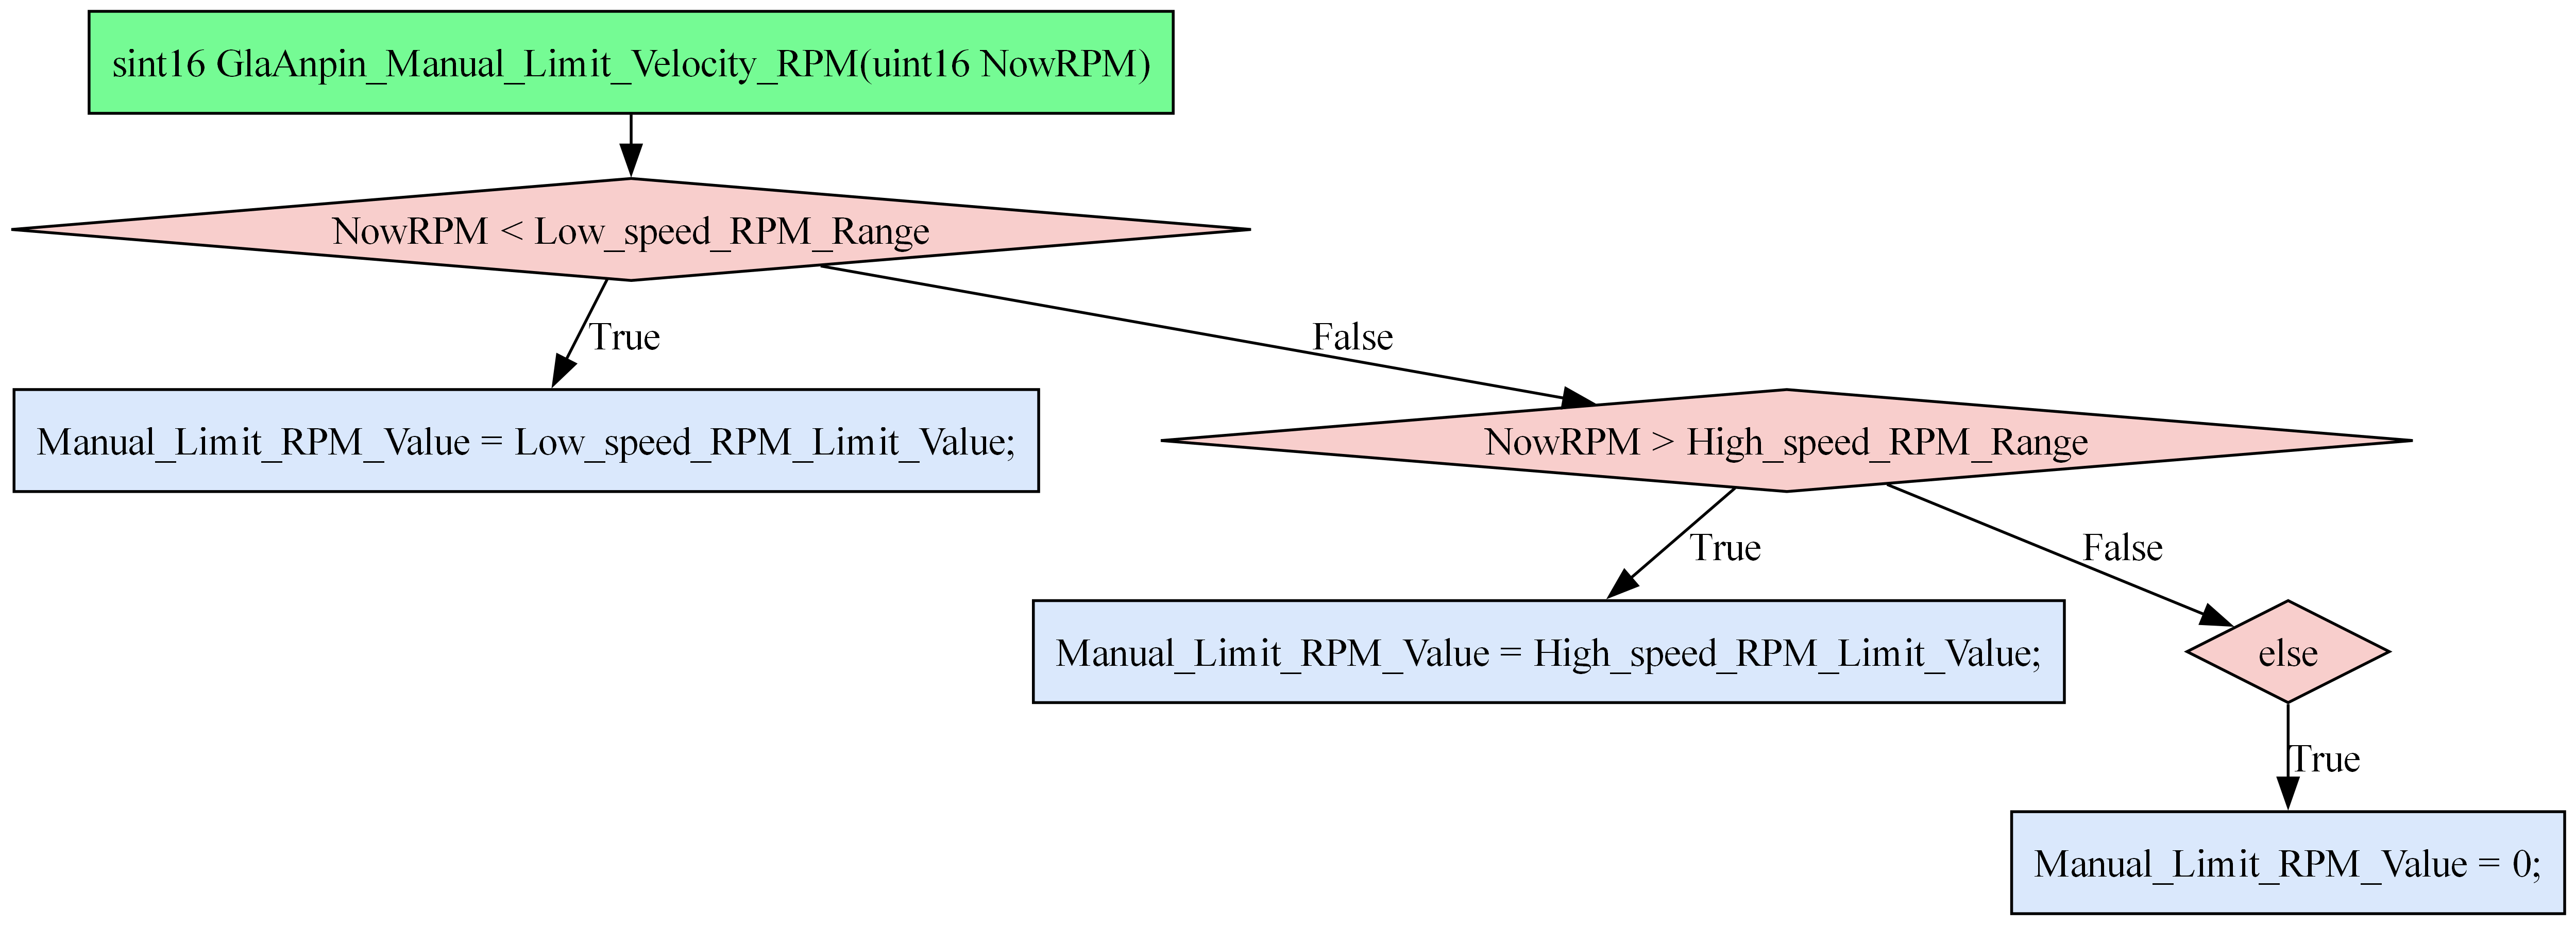 sint16 GlaAnpin_Manual_Limit_Velocity_RPM(uint16 NowRPM)
NowRPM < Low_speed_RPM_Range
True
False
Manual_Limit_RPM_Value = Low_speed_RPM_Limit_Value;
NowRPM > High_speed_RPM_Range
True
False
Manual_Limit_RPM_Value = High_speed_RPM_Limit_Value;
else
True
Manual_Limit_RPM_Value = 0;